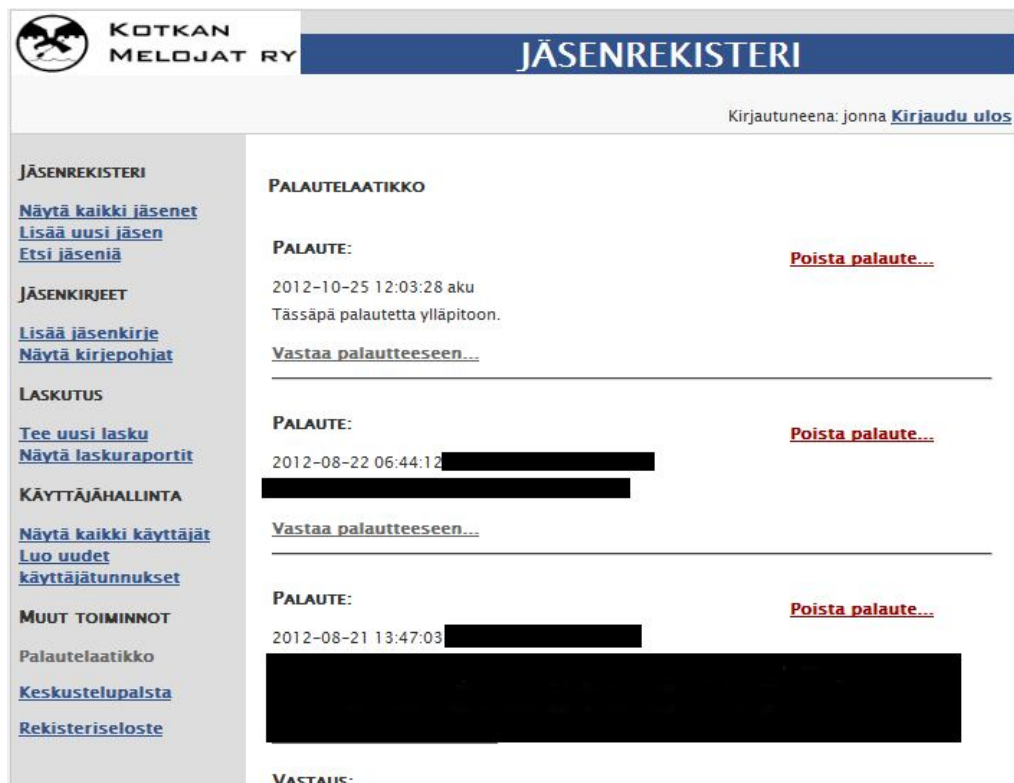 KOTKAN
MELOJAT RY
JÄSENREKISTERI
Kirjautuneena: jonna Kirjaudu ulos
JÄSENREKISTERI
Näytä kaikki jäsenet
Lisää uusi jäsen
Etsi jäseniä
JÄSENKIRJEET
Lisää jäsenkirje
Näytä kirjepohjat
LASKUTUS
Tee uusi lasku
Näytä laskuraportit
KÄYTTÄJÄHALLINTA
Näytä kaikki käyttäjät
Luo uudet
käyttäjätunnukset
MUUT TOIMINNOT
Palautelaatikko
Keskustelupalsta
Rekisteriseloste
PALAUTELAATIKKO
PALAUTE:
Poista palaute...
2012-10-25 12:03:28 aku
Tässäpä palautetta ylläpitoon.
Vastaa palautteeseen...
PALAUTE:
Poista palaute...
2012-08-22 06:44:12
Vastaa palautteeseen...
PALAUTE:
Poista palaute...
2012-08-21 13:47:03
VASTAUS: